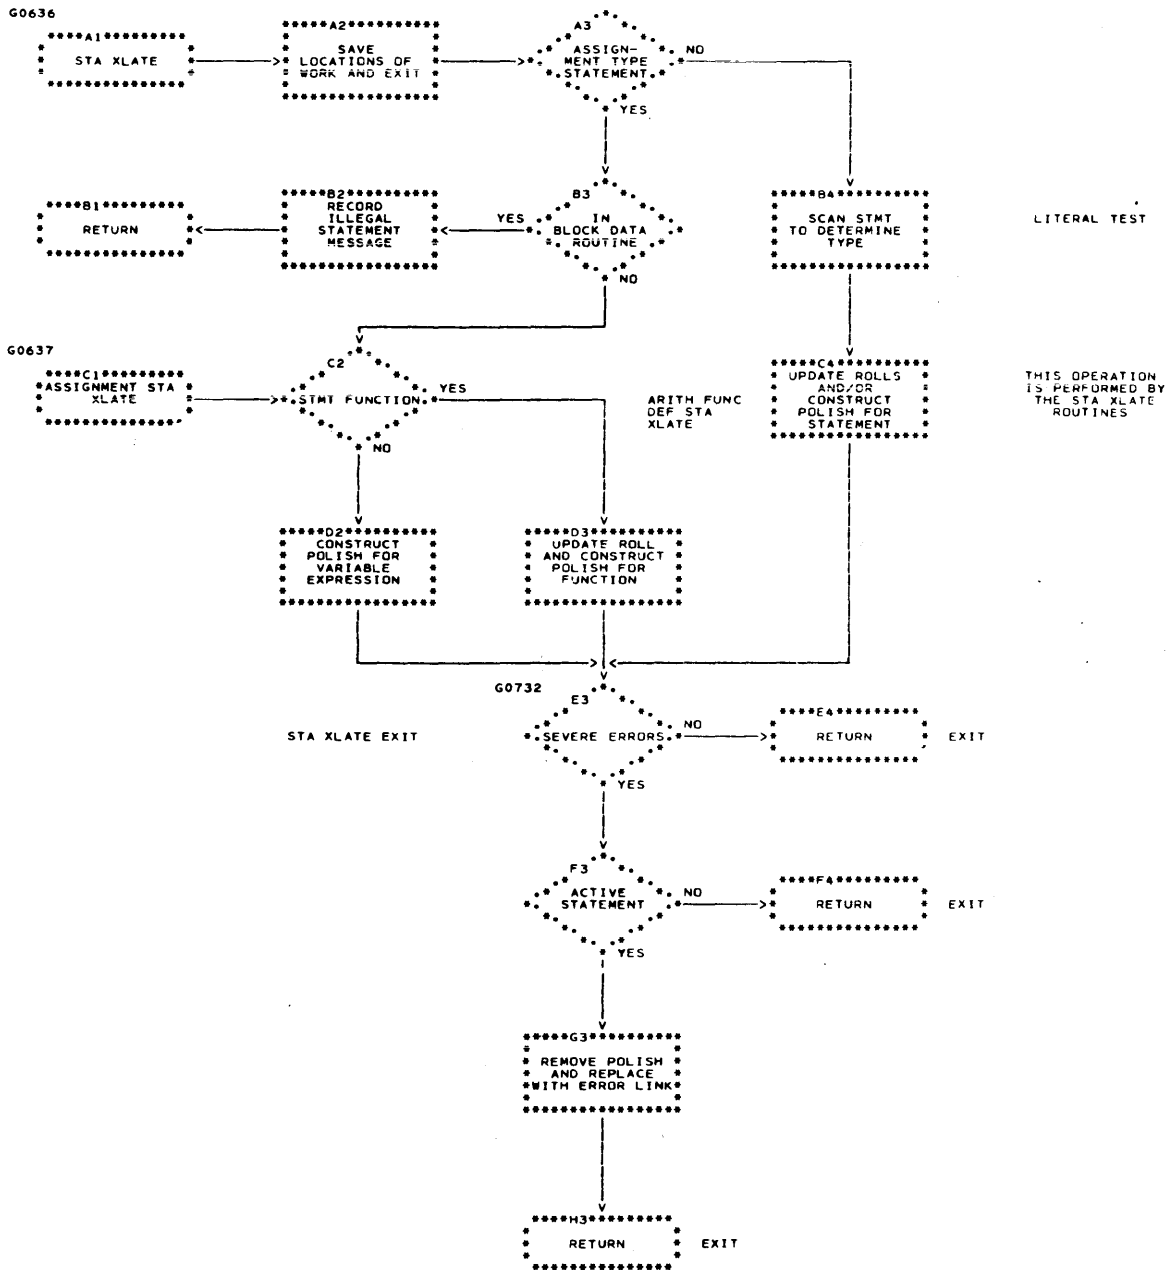 G0636
A1
STA XLATE
A2
SAVE
LOCATIONS OF
WORK AND EXIT
A3
ASSIGN-
MENT TYPE
STATEMENT
NO
YES
B1
RETURN
B2
RECORD
ILLEGAL
STATEMENT
MESSAGE
YES
B3
IN
BLOCK DATA
ROUTINE
NO
B4
SCAN STMT
TO DETERMINE
TYPE
LITERAL TEST
G0637
C1
ASSIGNMENT STA
XLATE
C2
STMT FUNCTION
YES
NO
ARITH FUNC
DEF STA
XLATE
C4
UPDATE ROLLS
AND/OR
CONSTRUCT
POLISH FOR
STATEMENT
THIS OPERATION
IS PERFORMED BY
THE STA XLATE
ROUTINES
D2
CONSTRUCT
POLISH FOR
VARIABLE
EXPRESSION
D3
UPDATE ROLL
AND CONSTRUCT
POLISH FOR
FUNCTION
G0732
STA XLATE EXIT
E3
SEVERE ERRORS
NO
YES
E4
RETURN
EXIT
F3
ACTIVE
STATEMENT
NO
YES
F4
RETURN
EXIT
G3
REMOVE POLISH
AND REPLACE
WITH ERROR LINK
H3
RETURN
EXIT